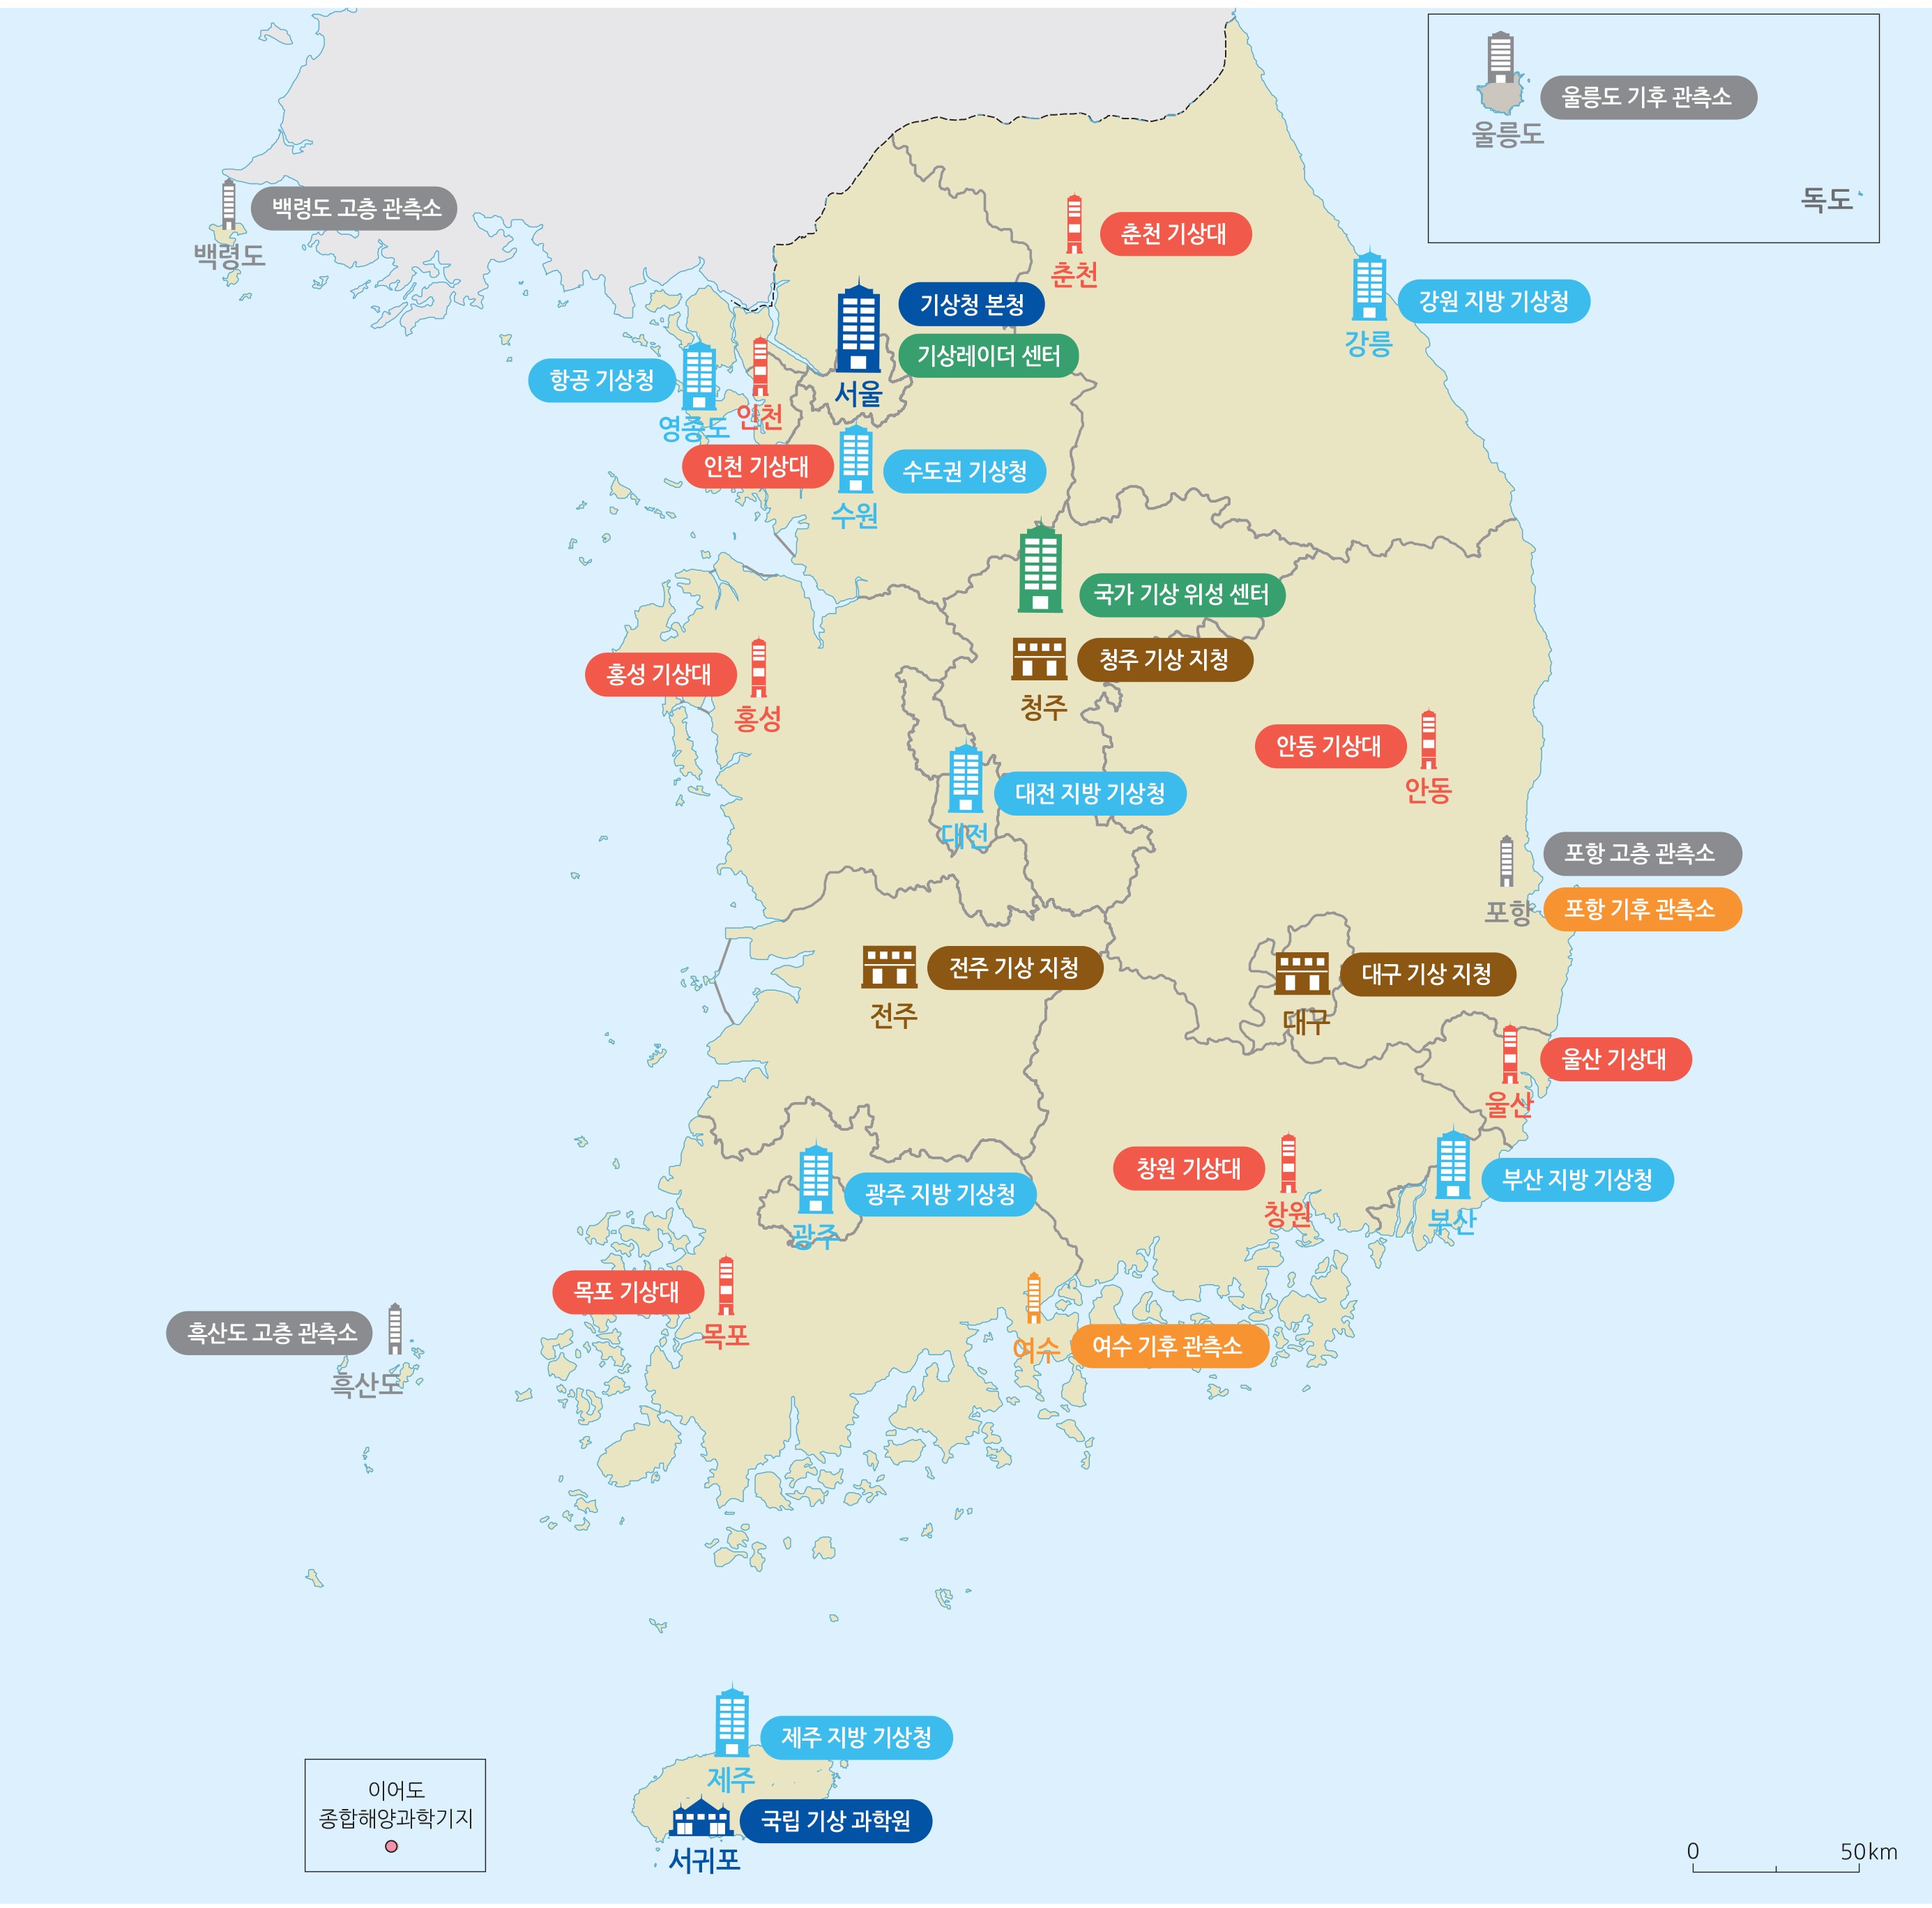 울릉도 기후 관측소
울릉도
독도
백령도 고층 관측소
백령도
춘천 기상대
춘천
기상청 본청
기상레이더 센터
서울
강원 지방 기상청
강릉
항공 기상청
영종도
인천
인천 기상대
수도권 기상청
수원
국가 기상 위성 센터
청주 기상 지청
청주
홍성 기상대
홍성
안동 기상대
안동
대전 지방 기상청
대전
포항 고층 관측소
포항 기후 관측소
포항
전주 기상 지청
전주
대구 기상 지청
대구
울산 기상대
울산
창원 기상대
창원
부산 지방 기상청
부산
광주 지방 기상청
광주
목포 기상대
목포
여수 기후 관측소
여수
흑산도 고층 관측소
흑산도
제주 지방 기상청
제주
국립 기상 과학원
서귀포
이어도
종합해양과학기지
0 50km